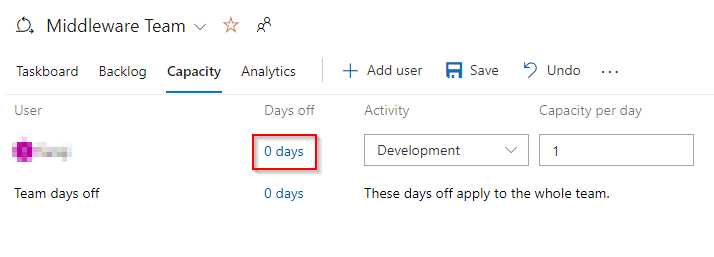 Middleware Team
Taskboard Backlog Capacity Analytics Add user Save Undo ...
User Days off Activity Capacity per day
0 days Development 1
Team days off 0 days These days off apply to the whole team.